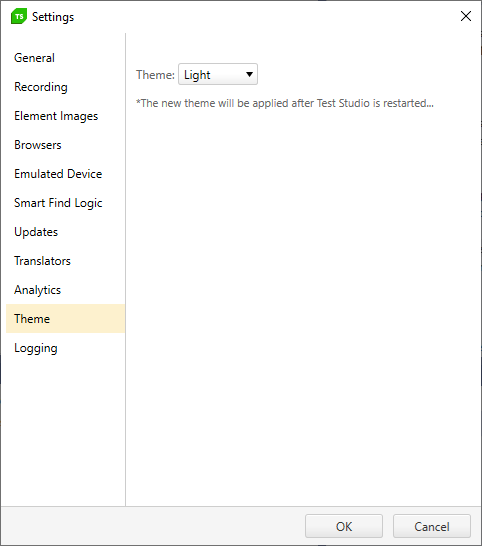 TS Settings
General
Recording
Element Images
Browsers
Emulated Device
Smart Find Logic
Updates
Translators
Analytics
Theme
Logging
Theme: Light
*The new theme will be applied after Test Studio is restarted...
OK Cancel